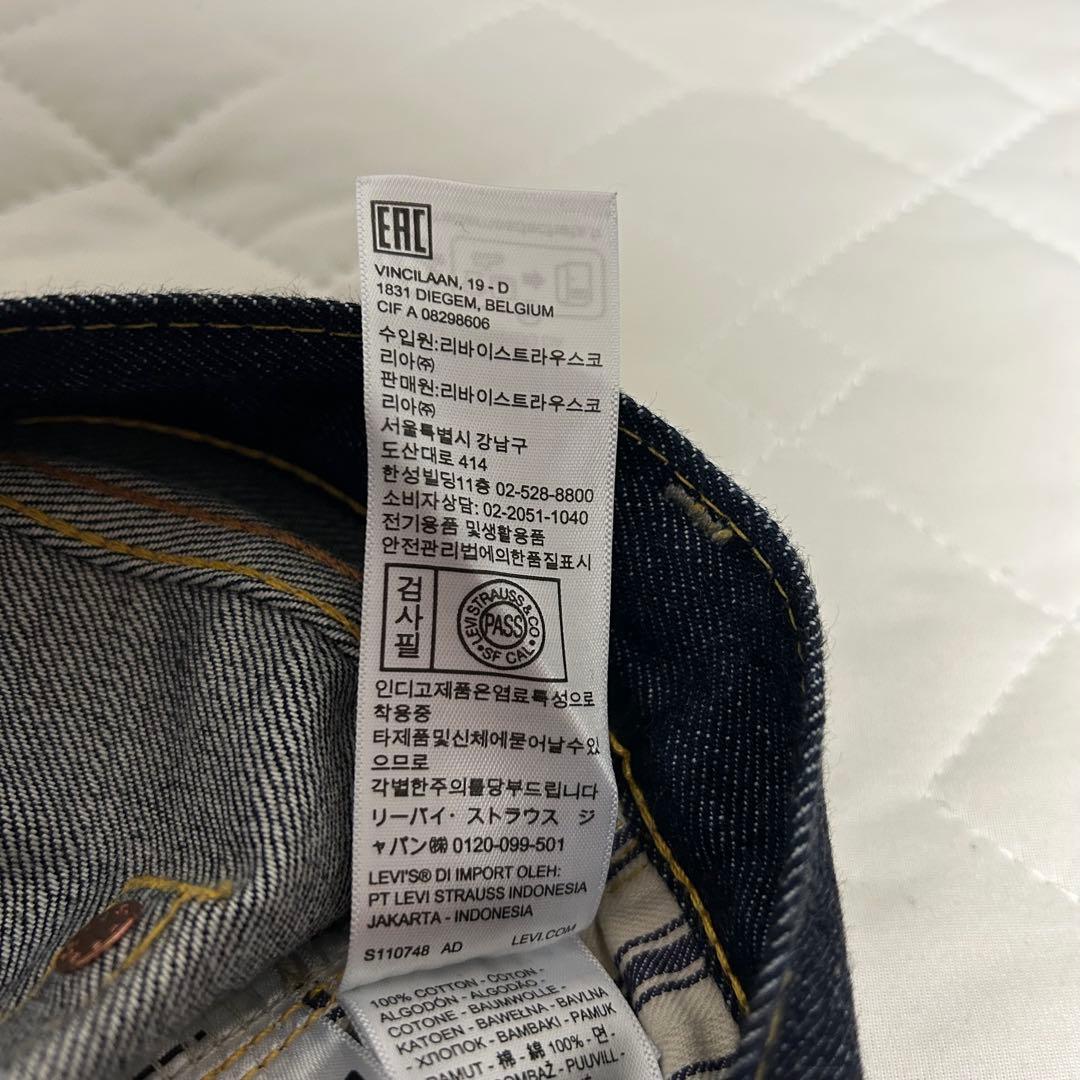 EAC
VINCILAAN, 19 - D
1831 DIEGEM, BELGIUM
CIF A 08298606
수입원:리바이스트라우스코
리아㈜
판매원:리바이스트라우스코
리아㈜
서울특별시 강남구
도산대로 414
한성빌딩11층 02-528-8800
소비자상담: 02-2051-1040
전기용품 및생활용품
안전관리법에의한품질표시
검사필
LEVI STRAUSS & CO
PASS
SF CAL
인디고제품은염료특성으로
착용중
타제품및신체에묻어날수있
으므로
각별한주의를당부드립니다
リーバイ・ストラウス ジ
ャパン㈱ 0120-099-501
LEVI'S® DI IMPORT OLEH:
PT LEVI STRAUSS INDONESIA
JAKARTA - INDONESIA
S110748 AD LEVI.COM
100% COTTON - COTON -
ALGODÓN - ALGODÃO -
COTONE - BAUMWOLLE -
KATOEN - BAWEŁNA - BAVLNA
- ХЛОПОК - BAMBAKI - PAMUK
PAMUT - 棉 - 綿 100% - 면 -
PUUVILL -